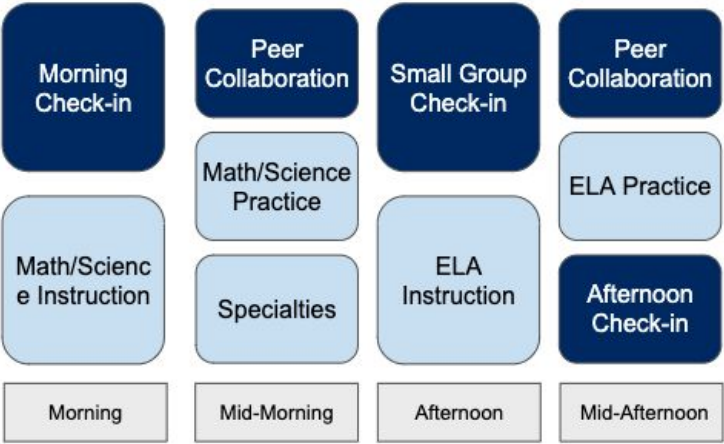 Morning
Check-in
Math/Scienc
e Instruction
Morning
Peer
Collaboration
Math/Science
Practice
Specialties
Mid-Morning
Small Group
Check-in
ELA
Instruction
Afternoon
Peer
Collaboration
ELA Practice
Afternoon
Check-in
Mid-Afternoon